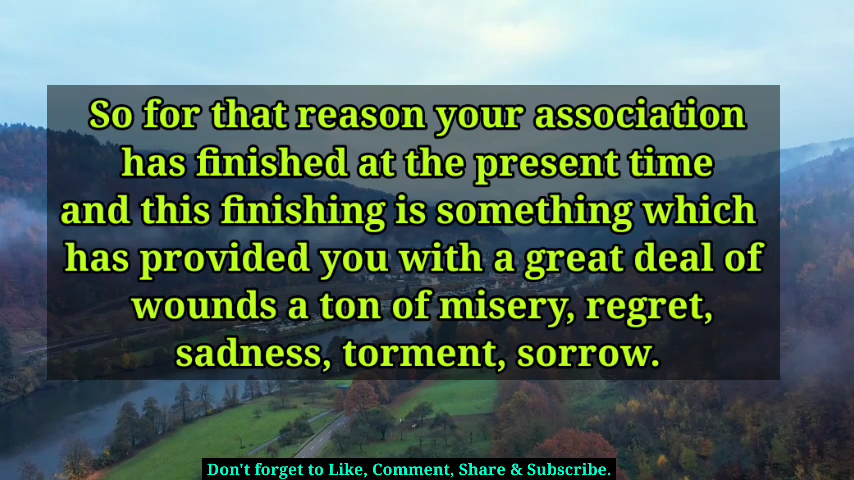 So for that reason your association
has finished at the present time
and this finishing is something which
has provided you with a great deal of
wounds a ton of misery, regret,
sadness, torment, sorrow.
Don't forget to Like, Comment, Share & Subscribe.